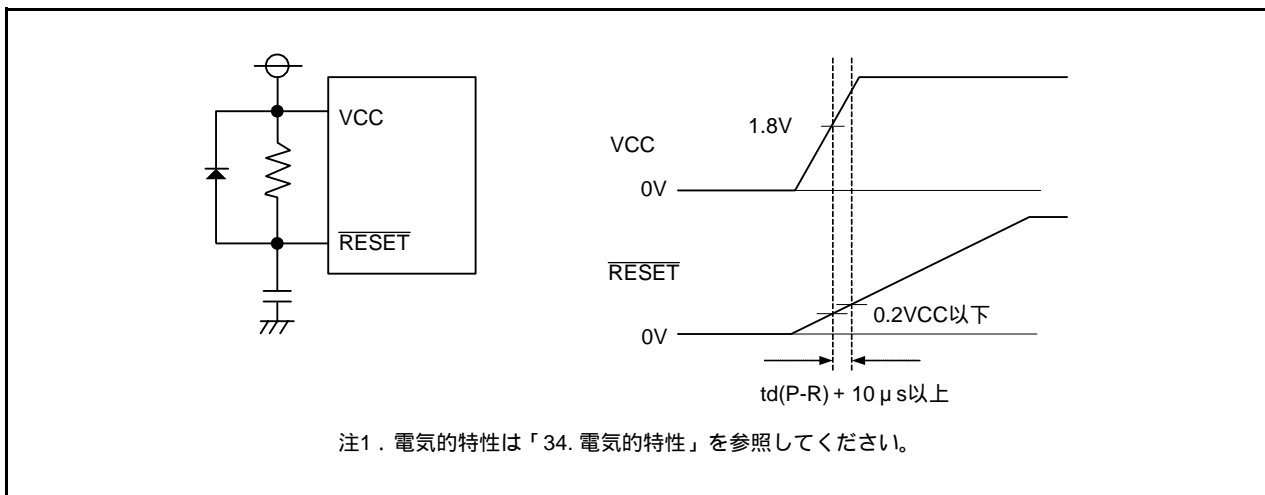 VCC
RESET
1.8V
VCC
0V
RESET
0.2VCC以下
0V
td(P-R) + 10 μ s以上
注1．電気的特性は「34. 電気的特性」を参照してください。